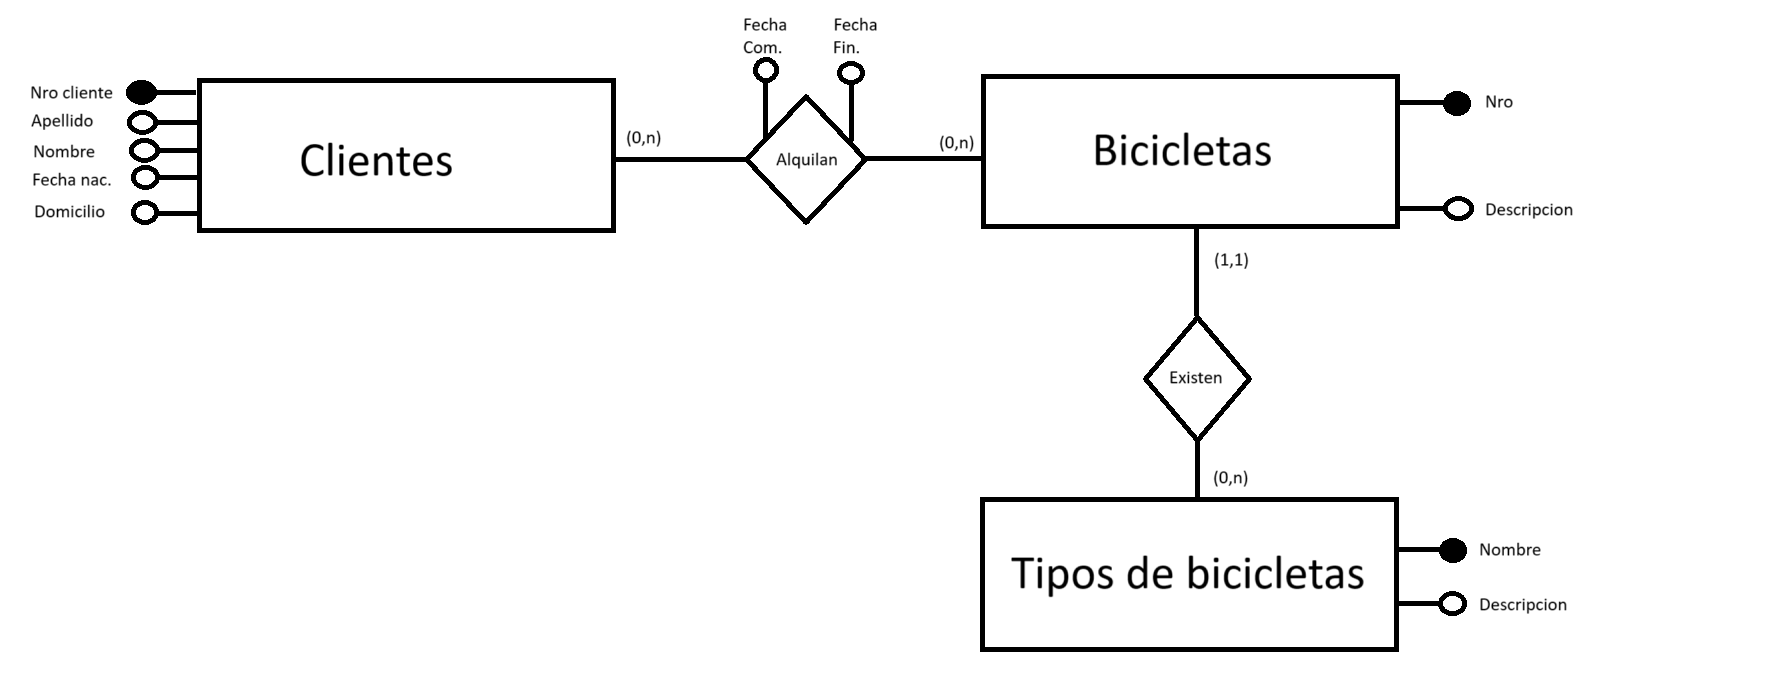 Fecha
Com.
Fecha
Fin.
Nro cliente
Apellido
Nombre
Fecha nac.
Domicilio
Clientes
(0,n)
Alquilan
(0,n)
Bicicletas
Nro
Descripcion
(1,1)
Existen
(0,n)
Tipos de bicicletas
Nombre
Descripcion